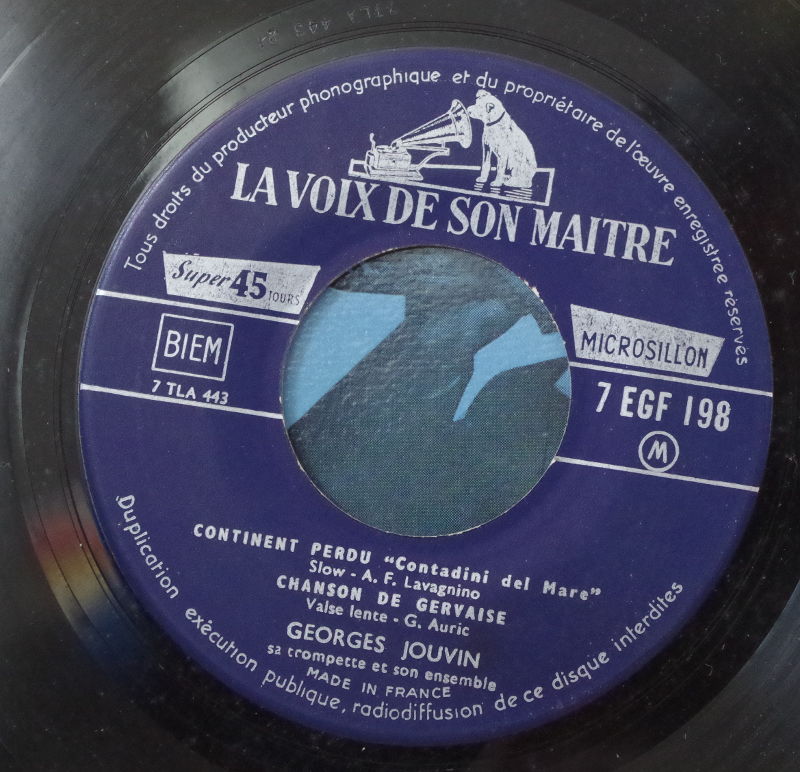 7TLA 443 21
Tous droits du producteur phonographique et du propriétaire de l'œuvre enregistrée réservés
LA VOIX DE SON MAITRE
Super 45 TOURS
BIEM
7 TLA 443
MICROSILLON
7 EGF 198
M
CONTINENT PERDU "Contadini del Mare"
Slow - A. F. Lavagnino
CHANSON DE GERVAISE
Valse lente - G. Auric
GEORGES JOUVIN
sa trompette et son ensemble
MADE IN FRANCE
Duplication exécution publique, radiodiffusion de ce disque interdites